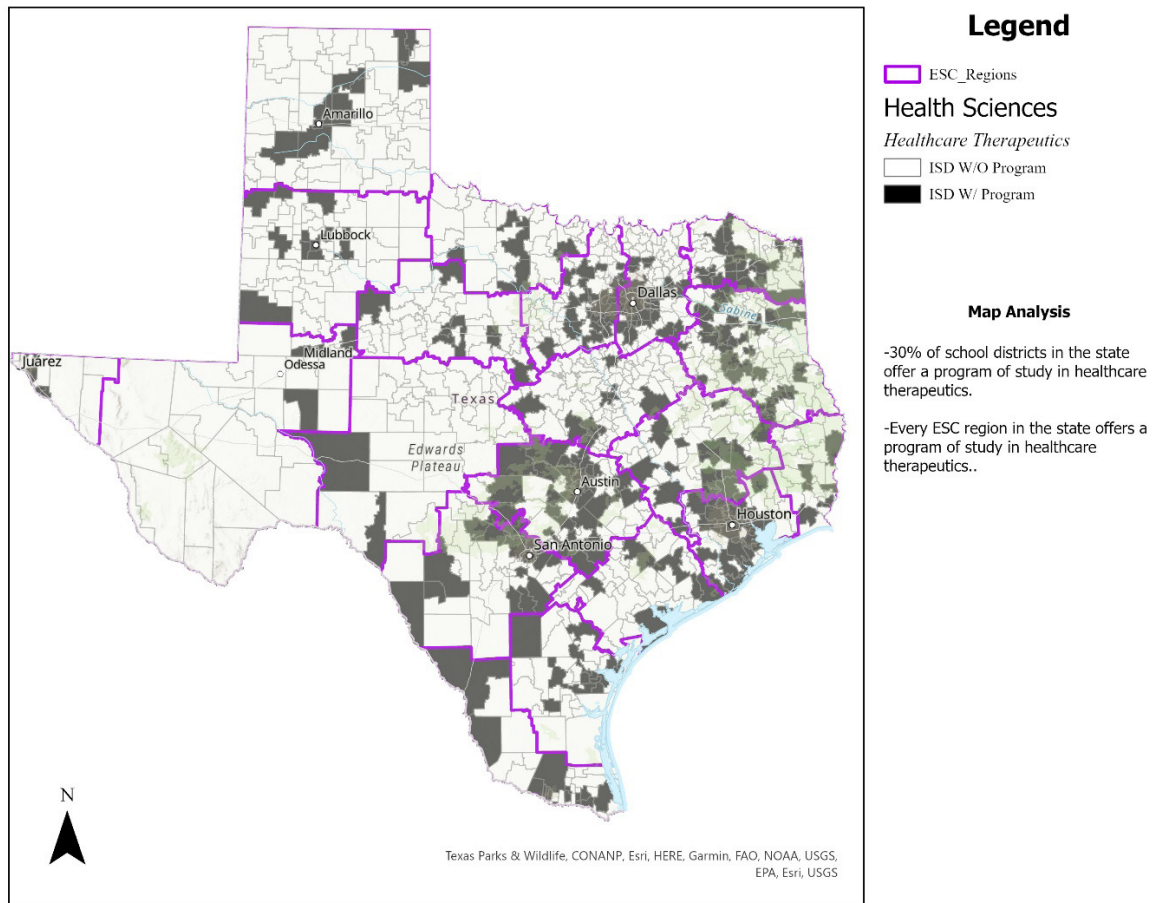 Amarillo
Lubbock
Dallas
Sabine
Juárez
Midland
Odessa
Texas
Edwards
Plateau
Austin
Houston
San Antonio
N
Texas Parks & Wildlife, CONANP, Esri, HERE, Garmin, FAO, NOAA, USGS,
EPA, Esri, USGS
Legend
ESC_Regions
Health Sciences
Healthcare Therapeutics
ISD W/O Program
ISD W/ Program
Map Analysis
-30% of school districts in the state
offer a program of study in healthcare
therapeutics.
-Every ESC region in the state offers a
program of study in healthcare
therapeutics..